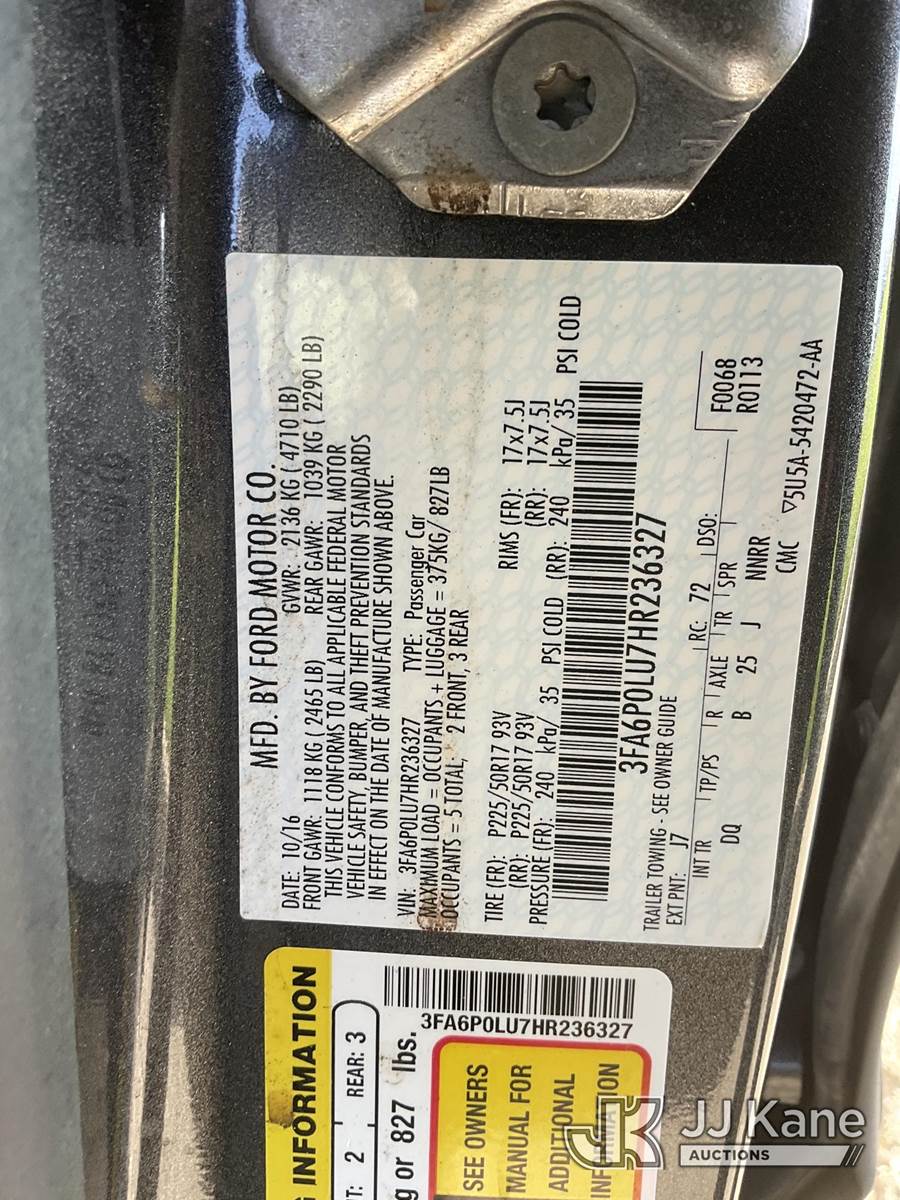 MFD. BY FORD MOTOR CO.
DATE: 10/16 GVWR: 2136 KG ( 4710 LB)
FRONT GAWR: 1118 KG ( 2465 LB) REAR GAWR: 1039 KG ( 2290 LB)
THIS VEHICLE CONFORMS TO ALL APPLICABLE FEDERAL MOTOR
VEHICLE SAFETY, BUMPER, AND THEFT PREVENTION STANDARDS
IN EFFECT ON THE DATE OF MANUFACTURE SHOWN ABOVE.
VIN: 3FA6P0LU7HR236327 TYPE: Passenger Car
MAXIMUM LOAD = OCCUPANTS + LUGGAGE = 375KG/ 827LB
OCCUPANTS = 5 TOTAL, 2 FRONT, 3 REAR
TIRE (FR): P225/50R17 93V RIMS (FR): 17x7.5J
(RR): P225/50R17 93V (RR): 17x7.5J
PRESSURE (FR): 240 kPa/ 35 PSI COLD (RR): 240 kPa/ 35 PSI COLD
3FA6P0LU7HR236327
TRAILER TOWING - SEE OWNER GUIDE
EXT PNT: J7 RC: 72 DSO: F0068
INT TR TP/PS R AXLE TR SPR R0113
DQ B 25 J NNRR
CMC ▽5U5A-5420472-AA
INFORMATION
2 REAR: 3
or 827 lbs.
3FA6P0LU7HR236327
SEE OWNERS
MANUAL FOR
ADDITIONAL
INFORMATION
JK JJ Kane
AUCTIONS